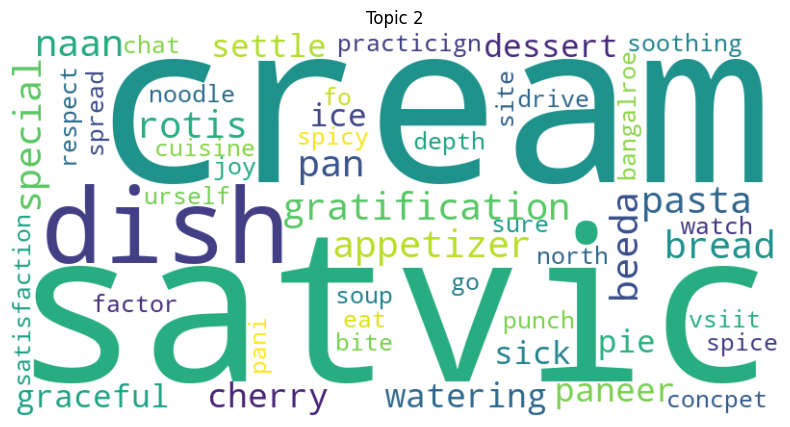 Topic 2
naan chat settle practicign dessert soothing
cream
special respect spread noodle fo ice site drive bangalroe
rotis cuisine joy spicy pan depth
dish urself gratification beeda pasta
appetizer sure north watch bread
satvic
satisfaction factor pani soup go eat bite punch sick pie vsiit spice
graceful cherry watering paneer concpet